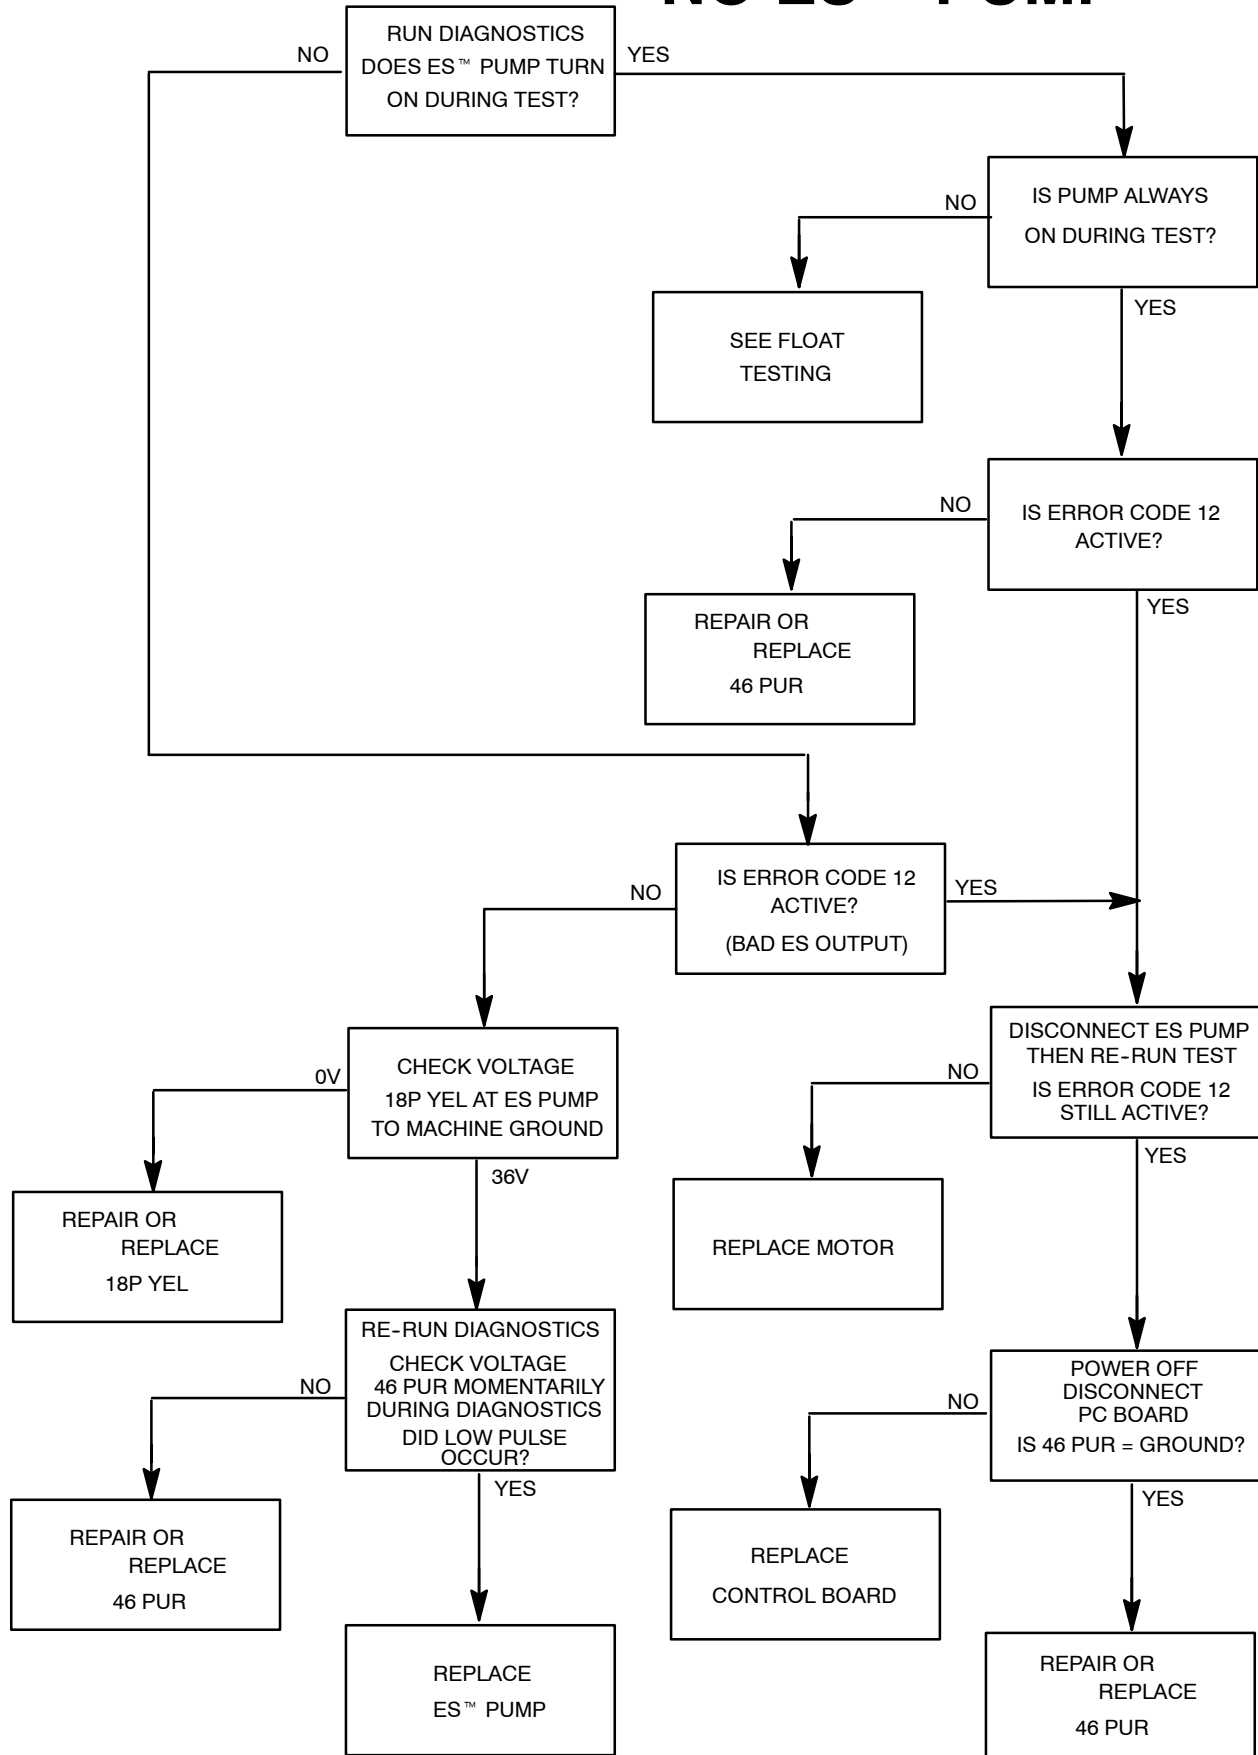 NO ES™ PUMP
RUN DIAGNOSTICS
DOES ES™ PUMP TURN
ON DURING TEST?
NO
YES
IS PUMP ALWAYS
ON DURING TEST?
NO
YES
SEE FLOAT
TESTING
IS ERROR CODE 12
ACTIVE?
NO
YES
REPAIR OR
REPLACE
46 PUR
IS ERROR CODE 12
ACTIVE?
(BAD ES OUTPUT)
NO
YES
CHECK VOLTAGE
18P YEL AT ES PUMP
TO MACHINE GROUND
0V
36V
DISCONNECT ES PUMP
THEN RE-RUN TEST
IS ERROR CODE 12
STILL ACTIVE?
NO
YES
REPAIR OR
REPLACE
18P YEL
REPLACE MOTOR
RE-RUN DIAGNOSTICS
CHECK VOLTAGE
46 PUR MOMENTARILY
DURING DIAGNOSTICS
DID LOW PULSE
OCCUR?
NO
YES
POWER OFF
DISCONNECT
PC BOARD
IS 46 PUR = GROUND?
NO
YES
REPAIR OR
REPLACE
46 PUR
REPLACE
ES™ PUMP
REPLACE
CONTROL BOARD
REPAIR OR
REPLACE
46 PUR